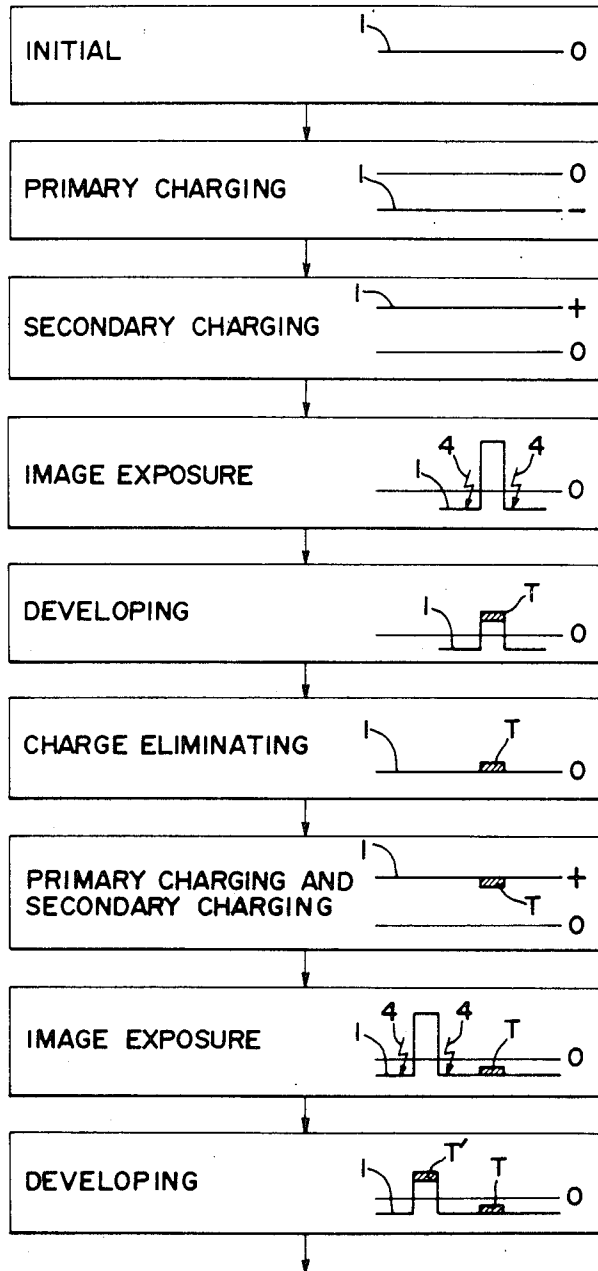 INITIAL
1
0
PRIMARY CHARGING
1
0
-
SECONDARY CHARGING
1
+
0
IMAGE EXPOSURE
4
4
1
0
DEVELOPING
T
1
0
CHARGE ELIMINATING
1
T
0
PRIMARY CHARGING AND
SECONDARY CHARGING
1
+
T
0
IMAGE EXPOSURE
4
4
T
1
0
DEVELOPING
T'
1
T
0